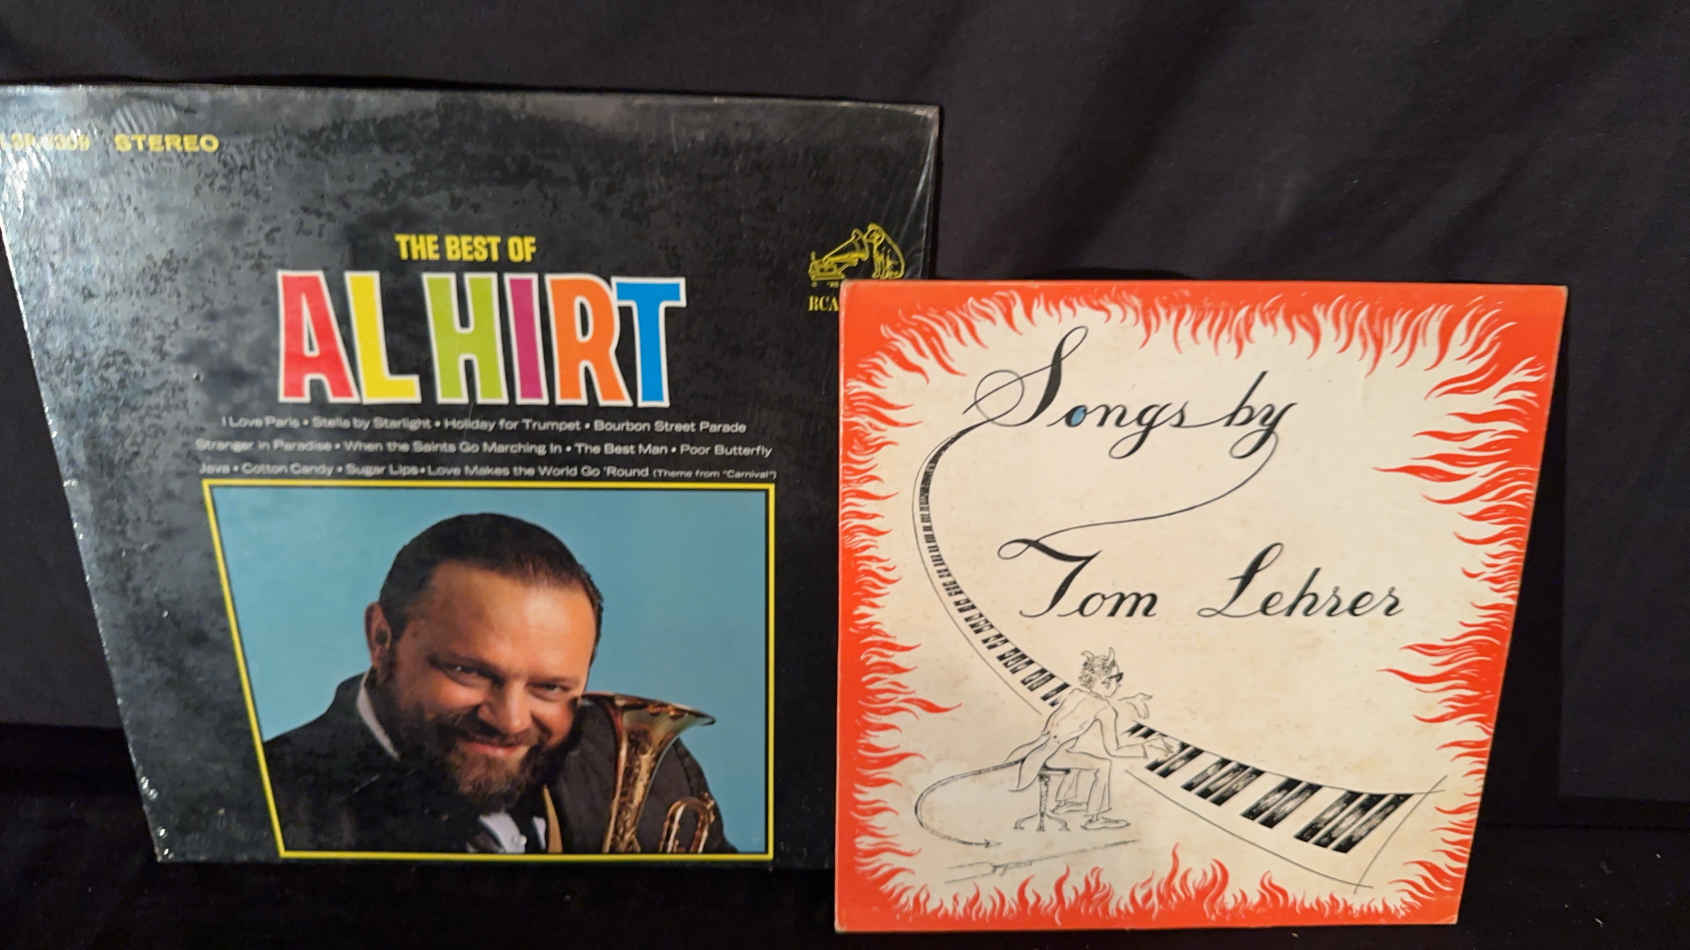 STEREO
THE BEST OF
AL HIRT
RCA
I Love Paris • Stella by Starlight • Holiday for Trumpet • Bourbon Street Parade
Stranger in Paradise • When the Saints Go Marching In • The Best Man • Poor Butterfly
Java • Cotton Candy • Sugar Lips • Love Makes the World Go 'Round (Theme from "Carnival")
Songs by
Tom Lehrer